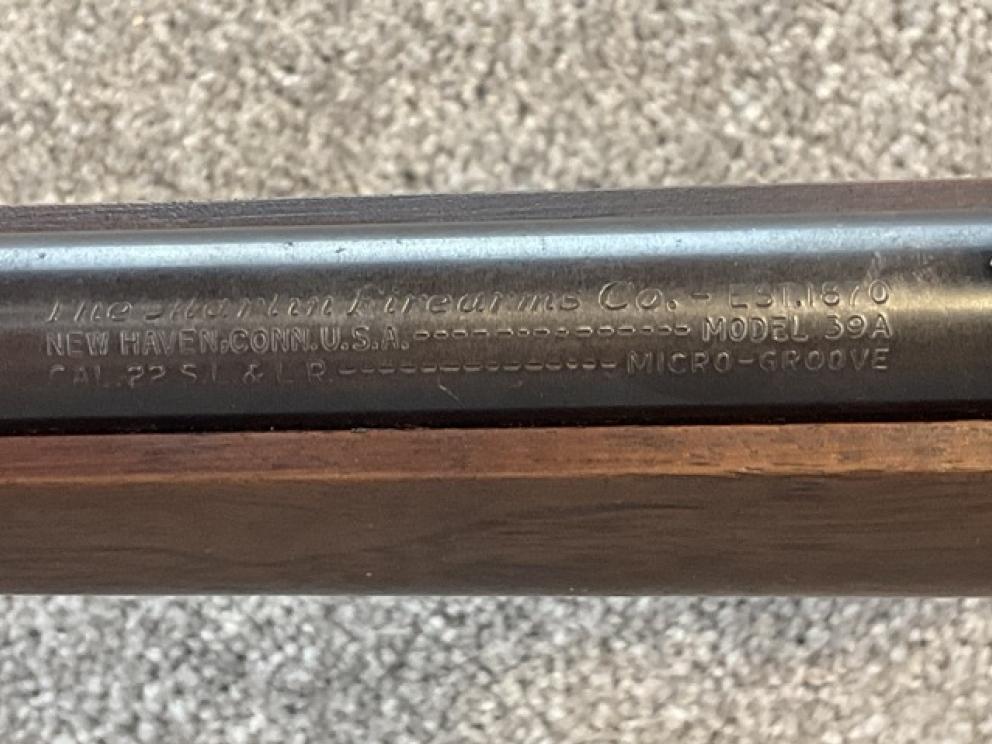 The Marlin Firearms Co.- EST.1870
NEW HAVEN,CONN.U.S.A.---------------- MODEL 39A
CAL.22 S.L.& L.R.---------------- MICRO-GROOVE